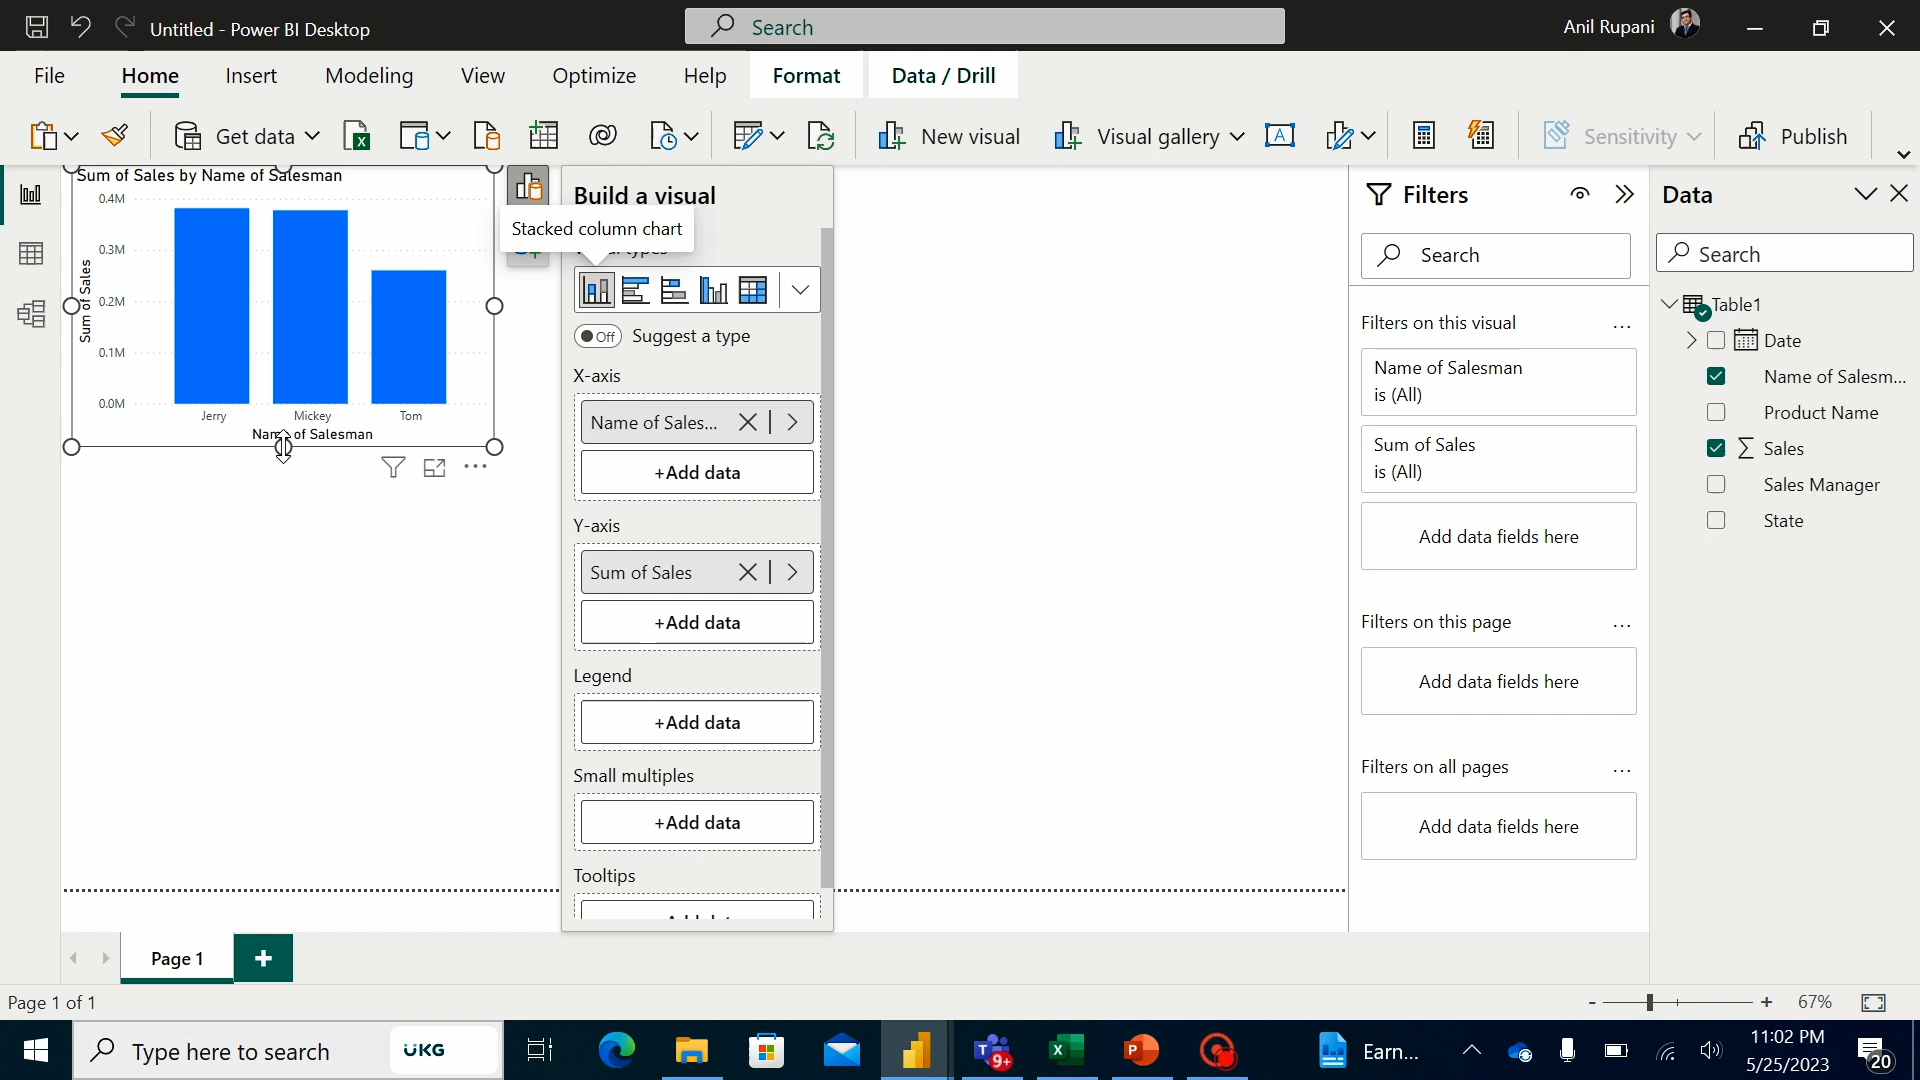 Untitled - Power BI Desktop
Search
Anil Rupani
File Home Insert Modeling View Optimize Help Format Data / Drill
Get data New visual Visual gallery Sensitivity Publish
Sum of Sales by Name of Salesman
0.4M
0.3M
0.2M
0.1M
0.0M
Sum of Sales
Jerry Mickey Tom
Name of Salesman
Build a visual
Stacked column chart
Off Suggest a type
X-axis
Name of Sales...
+Add data
Y-axis
Sum of Sales
+Add data
Legend
+Add data
Small multiples
+Add data
Tooltips
Filters
Search
Filters on this visual ...
Name of Salesman
is (All)
Sum of Sales
is (All)
Add data fields here
Filters on this page ...
Add data fields here
Filters on all pages ...
Add data fields here
Data
Search
Table1
Date
Name of Salesm...
Product Name
Σ Sales
Sales Manager
State
Page 1 +
Page 1 of 1
- + 67%
Type here to search
UKG
9+
Earn...
11:02 PM
5/25/2023
20